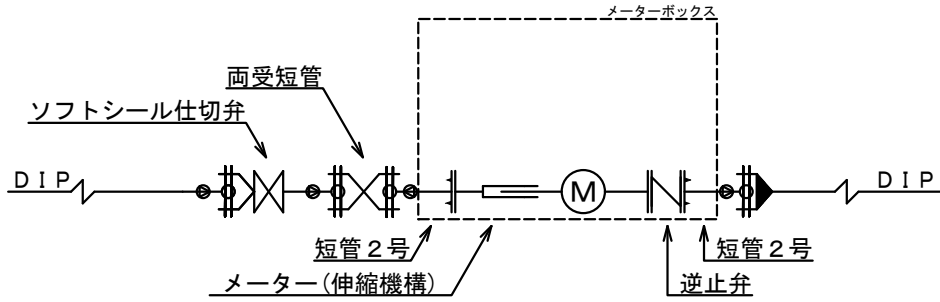 メーターボックス
両受短管
ソフトシール仕切弁
ＤＩＰ
M
ＤＩＰ
短管２号
短管２号
メーター(伸縮機構)
逆止弁